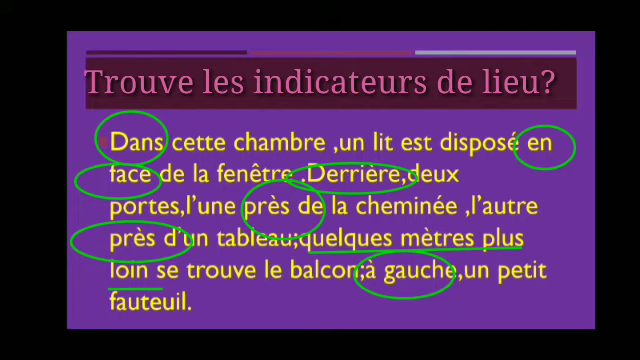 Trouve les indicateurs de lieu?
Dans cette chambre ,un lit est disposé en
face de la fenêtre .Derrière,deux
portes,l'une près de la cheminée ,l'autre
près d'un tableau;quelques mètres plus
loin se trouve le balcon;à gauche,un petit
fauteuil.